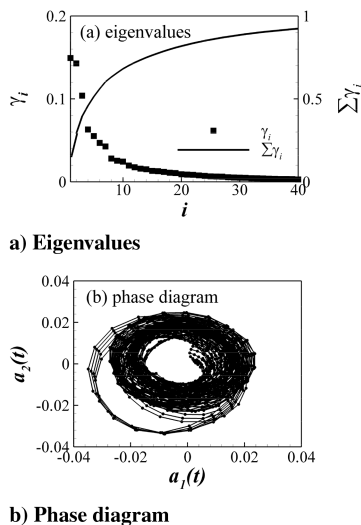 (a) eigenvalues
0.2
0.1
0
γi
1
0.5
0
Σγi
γi
Σγi
0 10 20 30 40
i
a) Eigenvalues
(b) phase diagram
0.04
0.02
0
-0.02
-0.04
a2(t)
-0.04 -0.02 0 0.02 0.04
a1(t)
b) Phase diagram